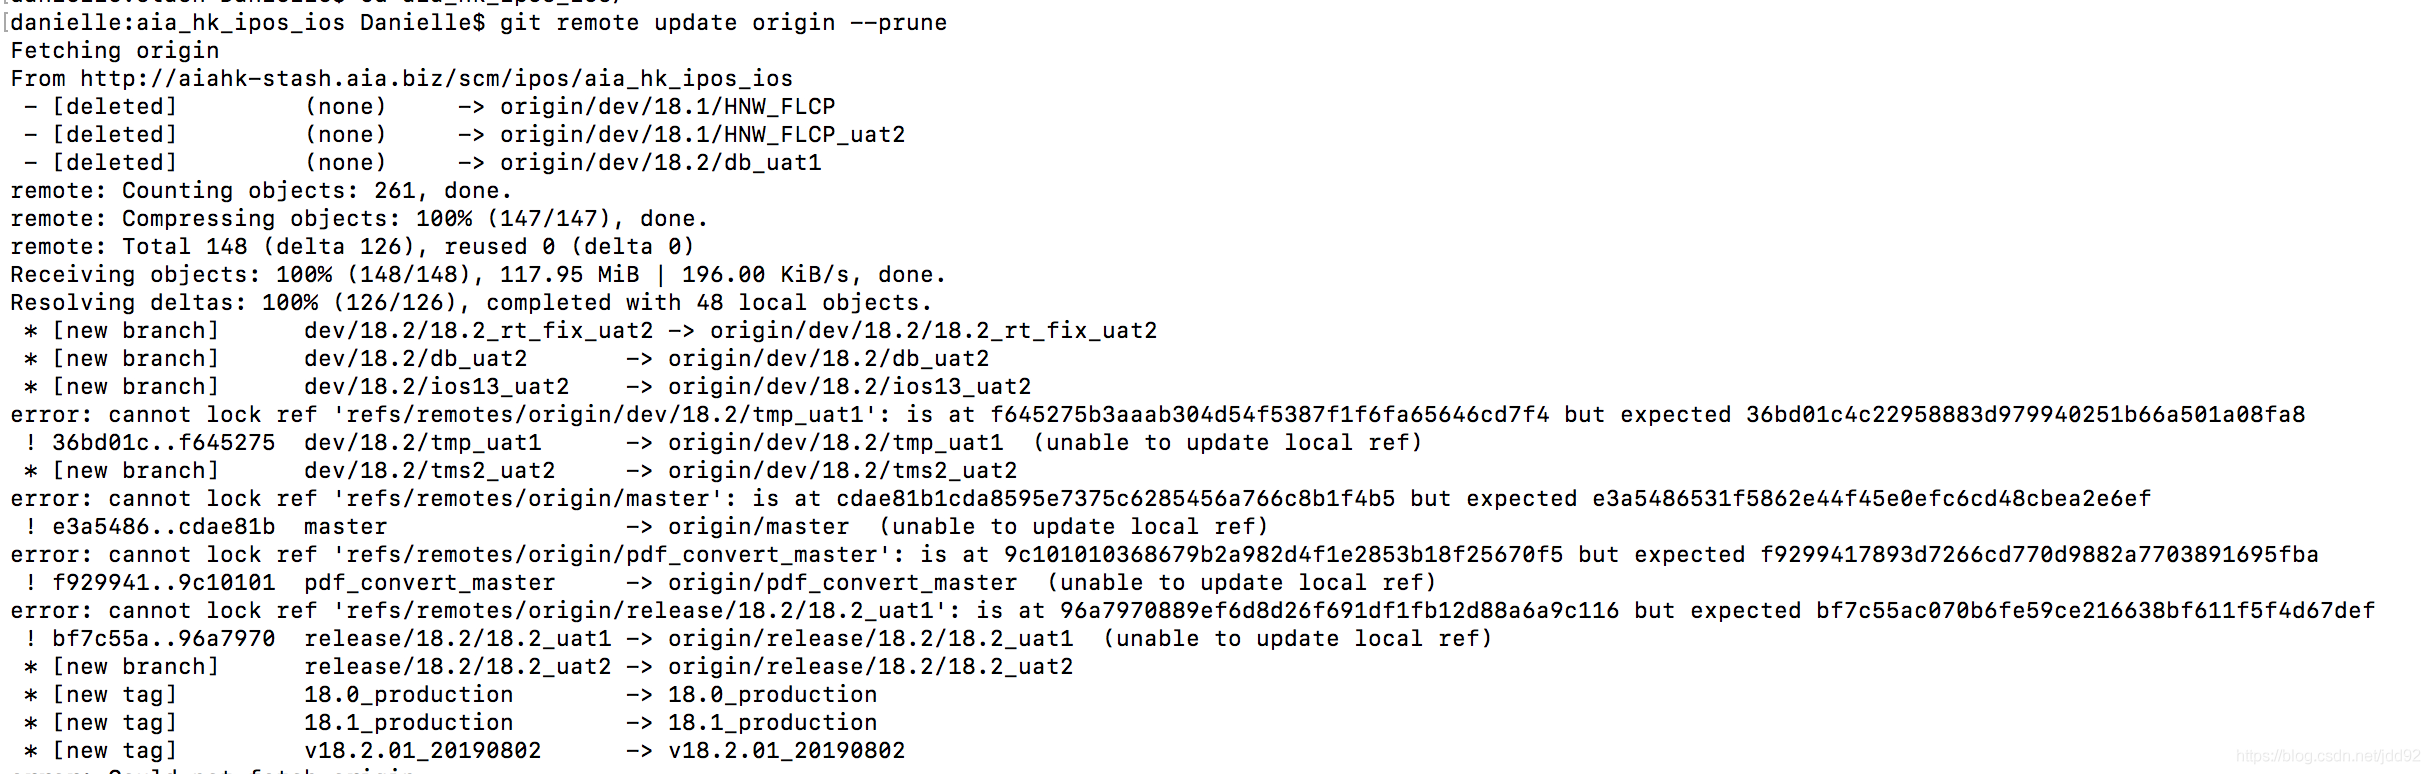 danielle:aia_hk_ipos_ios Danielle$ git remote update origin --prune
Fetching origin
From http://aiahk-stash.aia.biz/scm/ipos/aia_hk_ipos_ios
 - [deleted]         (none)     -> origin/dev/18.1/HNW_FLCP
 - [deleted]         (none)     -> origin/dev/18.1/HNW_FLCP_uat2
 - [deleted]         (none)     -> origin/dev/18.2/db_uat1
remote: Counting objects: 261, done.
remote: Compressing objects: 100% (147/147), done.
remote: Total 148 (delta 126), reused 0 (delta 0)
Receiving objects: 100% (148/148), 117.95 MiB | 196.00 KiB/s, done.
Resolving deltas: 100% (126/126), completed with 48 local objects.
 * [new branch]      dev/18.2/18.2_rt_fix_uat2 -> origin/dev/18.2/18.2_rt_fix_uat2
 * [new branch]      dev/18.2/db_uat2       -> origin/dev/18.2/db_uat2
 * [new branch]      dev/18.2/ios13_uat2    -> origin/dev/18.2/ios13_uat2
error: cannot lock ref 'refs/remotes/origin/dev/18.2/tmp_uat1': is at f645275b3aaab304d54f5387f1f6fa65646cd7f4 but expected 36bd01c4c22958883d979940251b66a501a08fa8
 ! 36bd01c..f645275  dev/18.2/tmp_uat1      -> origin/dev/18.2/tmp_uat1  (unable to update local ref)
 * [new branch]      dev/18.2/tms2_uat2     -> origin/dev/18.2/tms2_uat2
error: cannot lock ref 'refs/remotes/origin/master': is at cdae81b1cda8595e7375c6285456a766c8b1f4b5 but expected e3a5486531f5862e44f45e0efc6cd48cbea2e6ef
 ! e3a5486..cdae81b  master                 -> origin/master  (unable to update local ref)
error: cannot lock ref 'refs/remotes/origin/pdf_convert_master': is at 9c101010368679b2a982d4f1e2853b18f25670f5 but expected f9299417893d7266cd770d9882a7703891695fba
 ! f929941..9c10101  pdf_convert_master     -> origin/pdf_convert_master  (unable to update local ref)
error: cannot lock ref 'refs/remotes/origin/release/18.2/18.2_uat1': is at 96a7970889ef6d8d26f691df1fb12d88a6a9c116 but expected bf7c55ac070b6fe59ce216638bf611f5f4d67def
 ! bf7c55a..96a7970  release/18.2/18.2_uat1 -> origin/release/18.2/18.2_uat1  (unable to update local ref)
 * [new branch]      release/18.2/18.2_uat2 -> origin/release/18.2/18.2_uat2
 * [new tag]         18.0_production        -> 18.0_production
 * [new tag]         18.1_production        -> 18.1_production
 * [new tag]         v18.2.01_20190802      -> v18.2.01_20190802
https://blog.csdn.net/jdd92